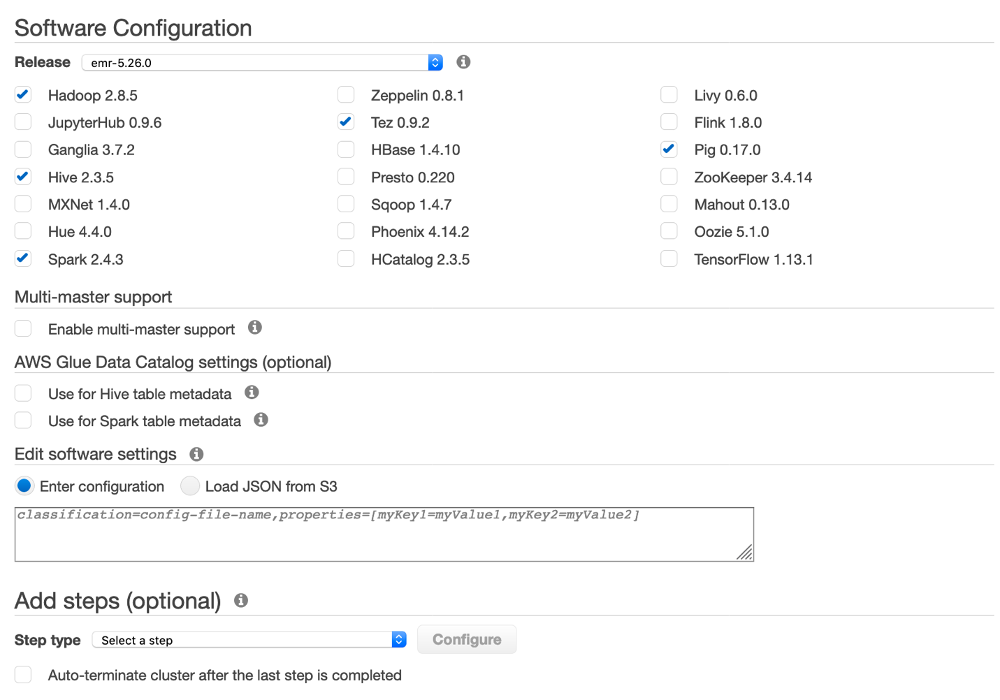 Software Configuration
Release emr-5.26.0
Hadoop 2.8.5 Zeppelin 0.8.1 Livy 0.6.0
JupyterHub 0.9.6 Tez 0.9.2 Flink 1.8.0
Ganglia 3.7.2 HBase 1.4.10 Pig 0.17.0
Hive 2.3.5 Presto 0.220 ZooKeeper 3.4.14
MXNet 1.4.0 Sqoop 1.4.7 Mahout 0.13.0
Hue 4.4.0 Phoenix 4.14.2 Oozie 5.1.0
Spark 2.4.3 HCatalog 2.3.5 TensorFlow 1.13.1
Multi-master support
Enable multi-master support
AWS Glue Data Catalog settings (optional)
Use for Hive table metadata
Use for Spark table metadata
Edit software settings
Enter configuration Load JSON from S3
classification=config-file-name,properties=[myKey1=myValue1,myKey2=myValue2]
Add steps (optional)
Step type Select a step Configure
Auto-terminate cluster after the last step is completed